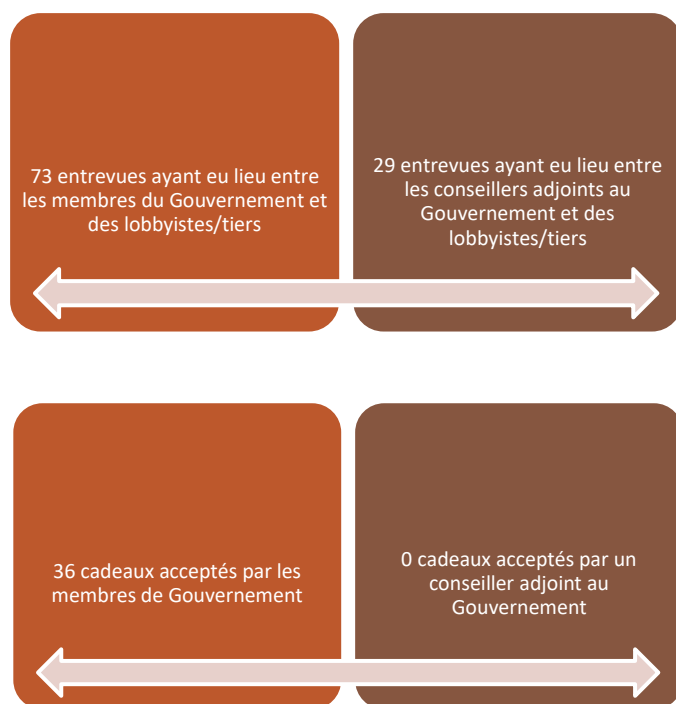 73 entrevues ayant eu lieu entre
les membres du Gouvernement et
des lobbyistes/tiers
29 entrevues ayant eu lieu entre
les conseillers adjoints au
Gouvernement et des
lobbyistes/tiers
36 cadeaux acceptés par les
membres de Gouvernement
0 cadeaux acceptés par un
conseiller adjoint au
Gouvernement